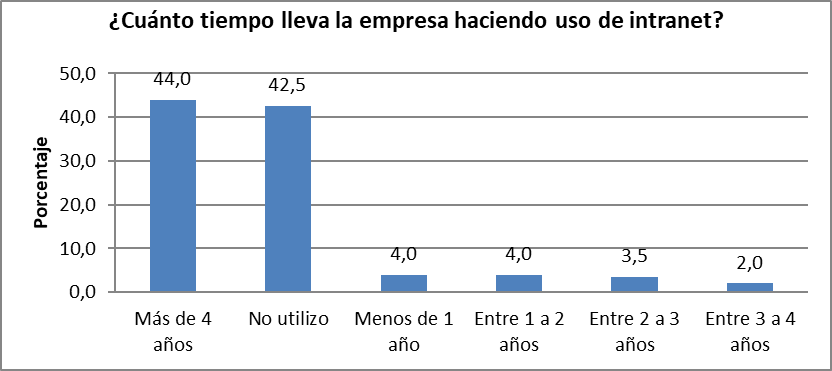 ¿Cuánto tiempo lleva la empresa haciendo uso de intranet?
Porcentaje
50,0
40,0
30,0
20,0
10,0
0,0
44,0
42,5
4,0
4,0
3,5
2,0
Más de 4
años
No utilizo
Menos de 1
año
Entre 1 a 2
años
Entre 2 a 3
años
Entre 3 a 4
años